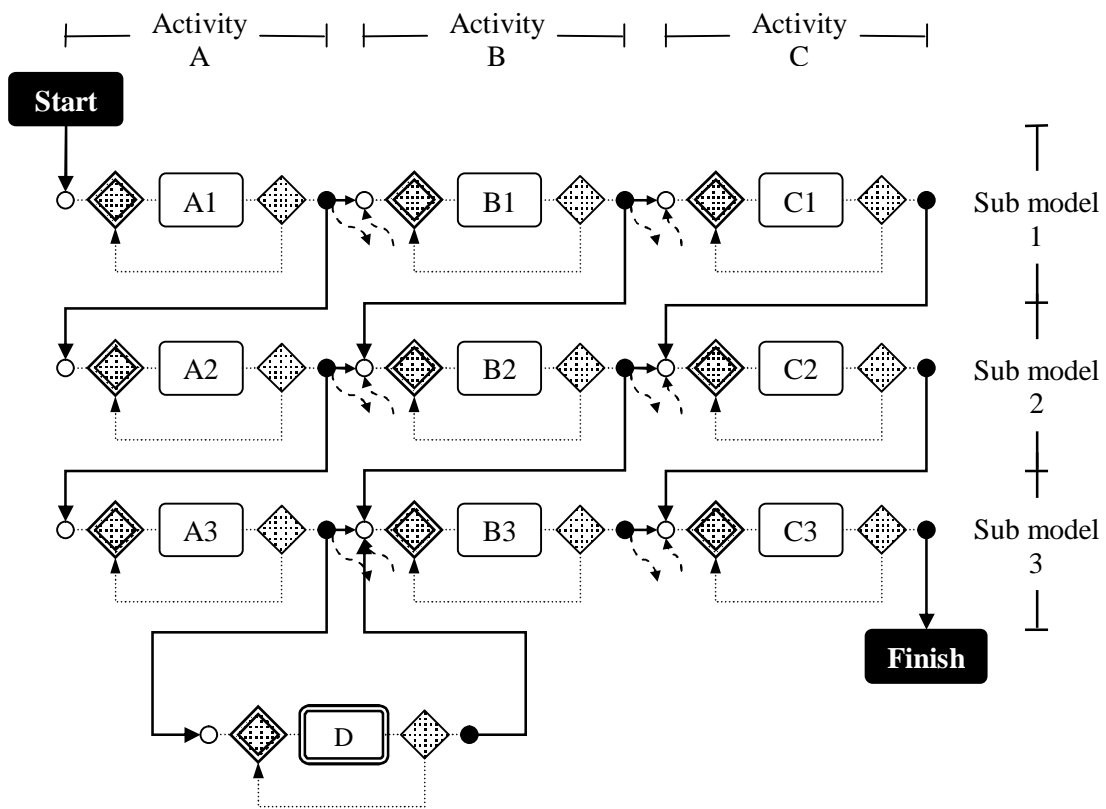 Activity
A
Activity
B
Activity
C
Start
A1
B1
C1
Sub model
1
A2
B2
C2
Sub model
2
A3
B3
C3
Sub model
3
Finish
D